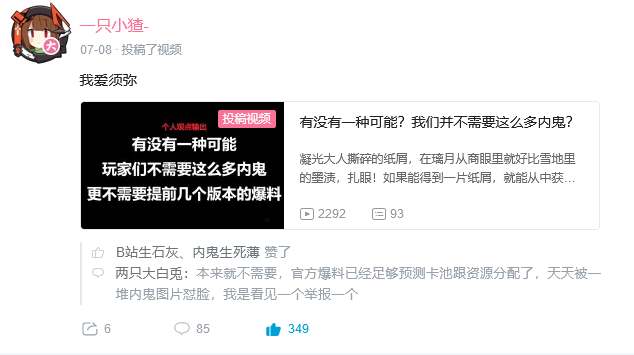 一只小猹-
07-08 · 投稿了视频
我爱须弥
投稿视频
个人观点输出
有没有一种可能
玩家们不需要这么多内鬼
更不需要提前几个版本的爆料
有没有一种可能？我们并不需要这么多内鬼？
凝光大人撕碎的纸屑，在璃月从商眼里就好比雪地里
的墨渍，扎眼！如果能得到一片纸屑，就能从中获...
2292
93
B站生石灰、内鬼生死薄 赞了
两只大白兎：本来就不需要，官方爆料已经足够预测卡池跟资源分配了，天天被一
堆内鬼图片怼脸，我是看见一个举报一个
6
85
349